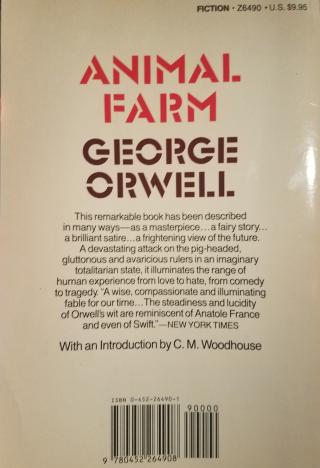 FICTION • Z6490 • U.S. $9.95
ANIMAL
FARM
GEORGE
ORWELL
This remarkable book has been described
in many ways—as a masterpiece...a fairy story...
a brilliant satire...a frightening view of the future.
A devastating attack on the pig-headed,
gluttonous and avaricious rulers in an imaginary
totalitarian state, it illuminates the range of
human experience from love to hate, from comedy
to tragedy. “A wise, compassionate and illuminating
fable for our time...The steadiness and lucidity
of Orwell's wit are reminiscent of Anatole France
and even of Swift.”—NEW YORK TIMES
With an Introduction by C. M. Woodhouse
ISBN 0-452-26490-1
90000
9 780452 264908